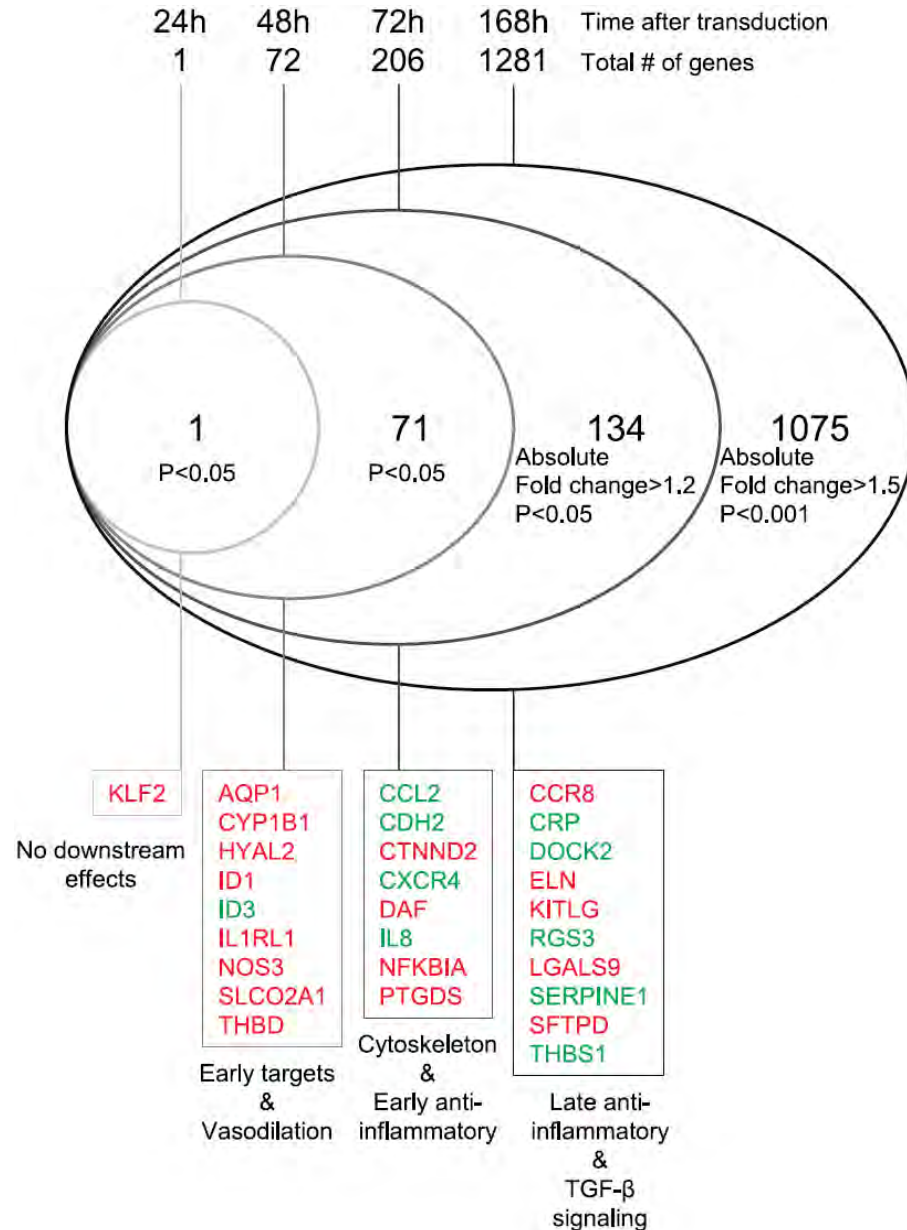 24h 48h 72h 168h Time after transduction
1 72 206 1281 Total # of genes
1 71 134 1075
P<0.05 P<0.05 Absolute Absolute
Fold change>1.2 Fold change>1.5
P<0.05 P<0.001
KLF2
No downstream
effects
AQP1
CYP1B1
HYAL2
ID1
ID3
IL1RL1
NOS3
SLCO2A1
THBD
Early targets
&
Vasodilation
CCL2
CDH2
CTNND2
CXCR4
DAF
IL8
NFKBIA
PTGDS
Cytoskeleton
&
Early anti-
inflammatory
CCR8
CRP
DOCK2
ELN
KITLG
RGS3
LGALS9
SERPINE1
SFTPD
THBS1
Late anti-
inflammatory
&
TGF-β
signaling